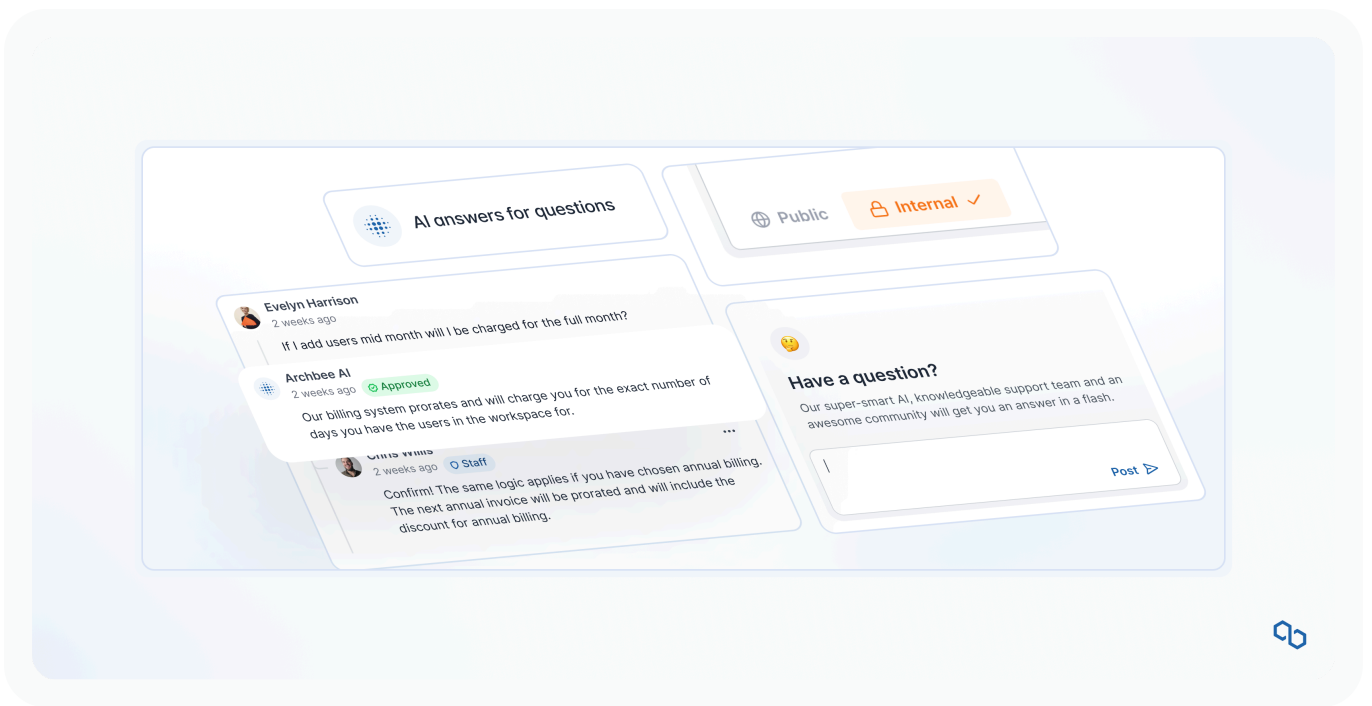 AI answers for questions
Public
Internal
Evelyn Harrison
2 weeks ago
If I add users mid month will I be charged for the full month?
Archbee AI
2 weeks ago
Approved
Our billing system prorates and will charge you for the exact number of
days you have the users in the workspace for.
Chris Willis
2 weeks ago
Staff
Confirm! The same logic applies if you have chosen annual billing.
The next annual invoice will be prorated and will include the
discount for annual billing.
Have a question?
Our super-smart AI, knowledgeable support team and an
awesome community will get you an answer in a flash.
Post